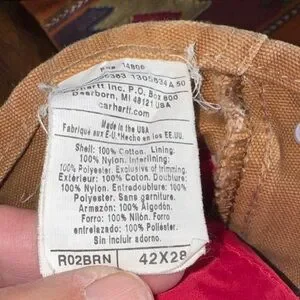 RN# 14806
Carhartt Inc, P.O. Box 600
Dearborn, MI 48121 USA
carhartt.com
Made in the USA
Fabriqué aux É-U. *Hecho en los EE.UU.
Shell: 100% Cotton. Lining:
100% Nylon. Interlining:
100% Polyester. Exclusive of trimming.
Extérieur: 100% Coton. Doublure:
100% Nylon. Entredoublure: 100%
Polyester. Sans garniture.
Armazón: 100% Algodon
Forro: 100% Nilón. Forro
entrelazado: 100% Poliéster.
Sin incluir adorno.
R02BRN 42X28